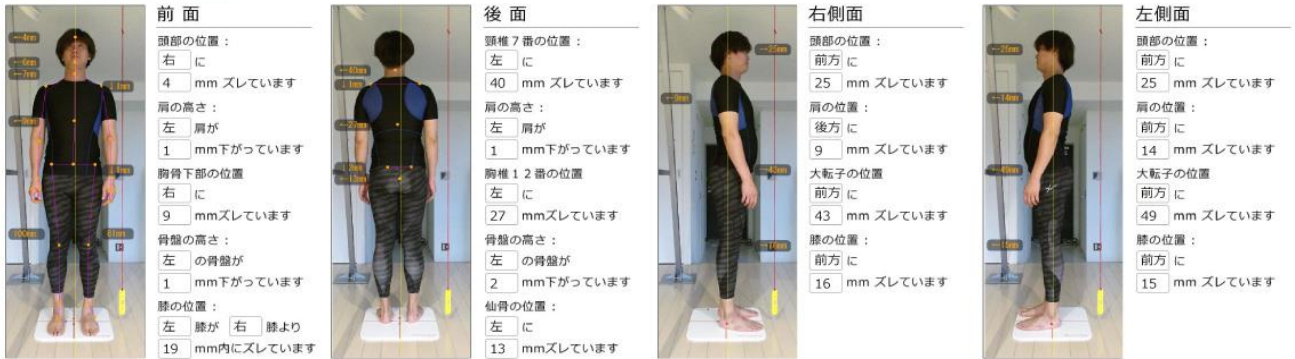 前 面
頭部の位置：
右 に
4 mm ズレています
肩の高さ：
左 肩が
1 mm下がっています
胸骨下部の位置
右 に
9 mmズレています
骨盤の高さ：
左 の骨盤が
1 mm下がっています
膝の位置：
左 膝が 右 膝より
19 mm内にズレています
後 面
頸椎７番の位置：
左 に
40 mm ズレています
肩の高さ：
左 肩が
1 mm下がっています
胸椎１２番の位置
左 に
27 mmズレています
骨盤の高さ：
左 の骨盤が
2 mm下がっています
仙骨の位置：
左 に
13 mmズレています
右側面
頭部の位置：
前方 に
25 mm ズレています
肩の位置：
後方 に
9 mm ズレています
大転子の位置
前方 に
43 mm ズレています
膝の位置：
前方 に
16 mm ズレています
左側面
頭部の位置：
前方 に
25 mm ズレています
肩の位置：
前方 に
14 mm ズレています
大転子の位置
前方 に
49 mm ズレています
膝の位置：
前方 に
15 mm ズレています